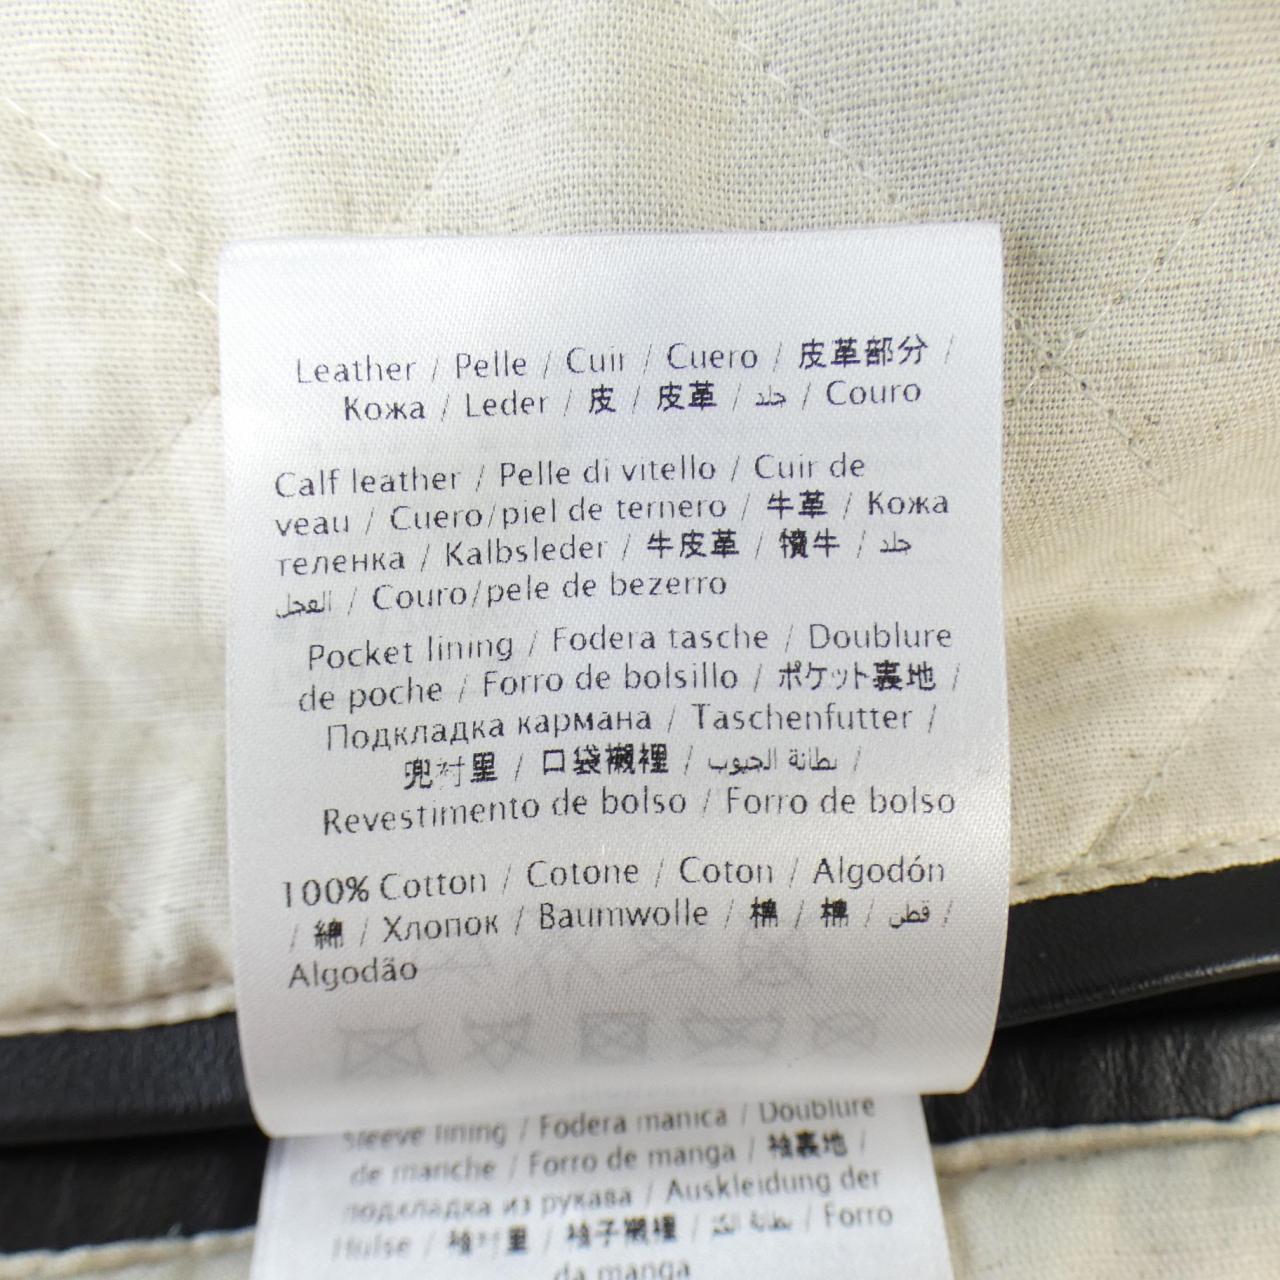 Leather / Pelle / Cuir / Cuero / 皮革部分 /
Кожа / Leder / 皮 / 皮革 / جلد / Couro
Calf leather / Pelle di vitello / Cuir de
veau / Cuero/piel de ternero / 牛革 / Кожа
теленка / Kalbsleder / 牛皮革 / 犢牛 / جلد
العجل / Couro/pele de bezerro
Pocket lining / Fodera tasche / Doublure
de poche / Forro de bolsillo / ポケット裏地 /
Подкладка кармана / Taschenfutter /
兜衬里 / 口袋襯裡 / بطانة الجيوب /
Revestimento de bolso / Forro de bolso
100% Cotton / Cotone / Coton / Algodón
/ 綿 / Хлопок / Baumwolle / 棉 / 棉 / قطن /
Algodão
Sleeve lining / Fodera manica / Doublure
de manche / Forro de manga / 袖裏地 /
подкладка из рукава / Auskleidung der
Hülse / 袖衬里 / 袖子襯裡 / بطانة الكم / Forro
da manga